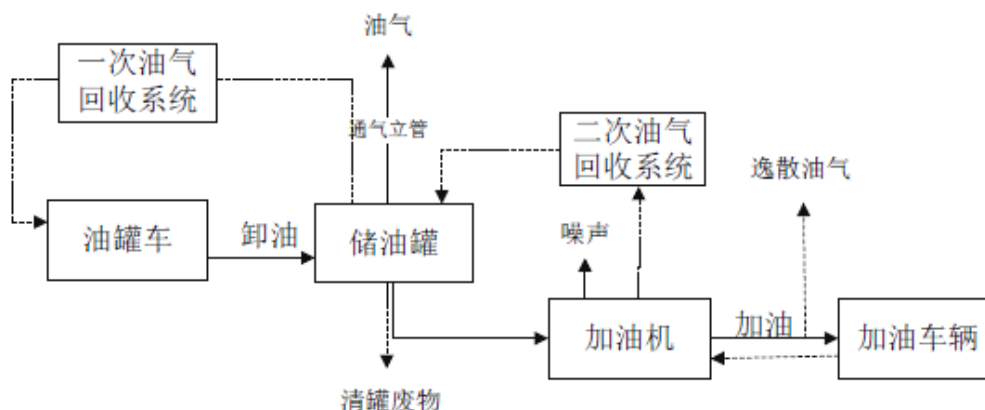 油气
一次油气
回收系统
通气立管
二次油气
回收系统
逸散油气
油罐车
卸油
储油罐
噪声
加油机
加油
加油车辆
清罐废物